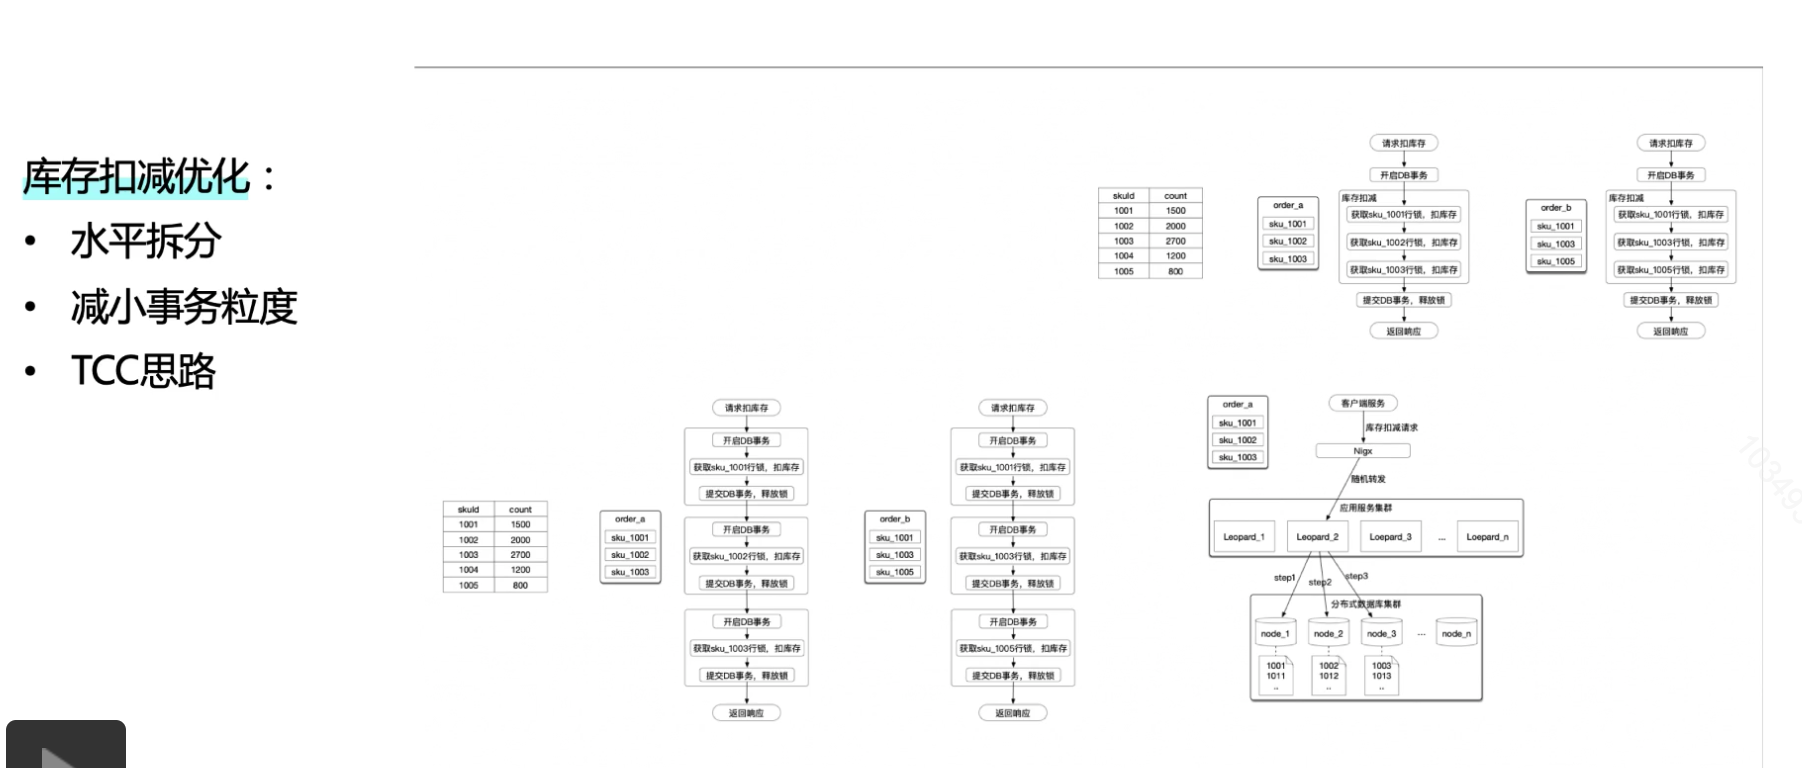 库存扣减优化：
• 水平拆分
• 减小事务粒度
• TCC思路
skuId count
1001 1500
1002 2000
1003 2700
1004 1200
1005 800
order_a
sku_1001
sku_1002
sku_1003
请求扣库存
开启DB事务
库存扣减
获取sku_1001行锁，扣库存
获取sku_1002行锁，扣库存
获取sku_1003行锁，扣库存
提交DB事务，释放锁
返回响应
order_b
sku_1001
sku_1003
sku_1005
请求扣库存
开启DB事务
库存扣减
获取sku_1001行锁，扣库存
获取sku_1003行锁，扣库存
获取sku_1005行锁，扣库存
提交DB事务，释放锁
返回响应
skuId count
1001 1500
1002 2000
1003 2700
1004 1200
1005 800
order_a
sku_1001
sku_1002
sku_1003
请求扣库存
开启DB事务
获取sku_1001行锁，扣库存
提交DB事务，释放锁
开启DB事务
获取sku_1002行锁，扣库存
提交DB事务，释放锁
开启DB事务
获取sku_1003行锁，扣库存
提交DB事务，释放锁
返回响应
order_b
sku_1001
sku_1003
sku_1005
请求扣库存
开启DB事务
获取sku_1001行锁，扣库存
提交DB事务，释放锁
开启DB事务
获取sku_1003行锁，扣库存
提交DB事务，释放锁
开启DB事务
获取sku_1005行锁，扣库存
提交DB事务，释放锁
返回响应
order_a
sku_1001
sku_1002
sku_1003
客户端服务
库存扣减请求
Nigx
随机转发
应用服务集群
Leopard_1 Leopard_2 Leopard_3 ... Loepard_n
step1 step2 step3
分布式数据库集群
node_1 node_2 node_3 ... node_n
1001 1002 1003
1011 1012 1013
.. .. ..